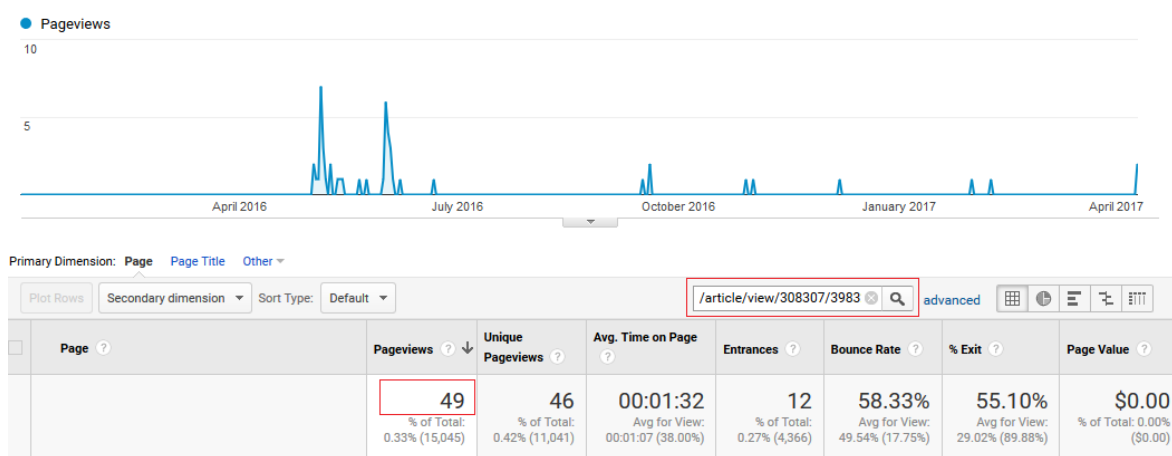 Pageviews
10
5
April 2016 July 2016 October 2016 January 2017 April 2017
Primary Dimension: Page Page Title Other
Plot Rows Secondary dimension Sort Type: Default /article/view/308307/3983 advanced
Page ? Pageviews ? Unique Pageviews ? Avg. Time on Page ? Entrances ? Bounce Rate ? % Exit ? Page Value ?
49 46 00:01:32 12 58.33% 55.10% $0.00
% of Total: % of Total: Avg for View: % of Total: Avg for View: Avg for View: % of Total: 0.00%
0.33% (15,045) 0.42% (11,041) 00:01:07 (38.00%) 0.27% (4,366) 49.54% (17.75%) 29.02% (89.88%) ($0.00)